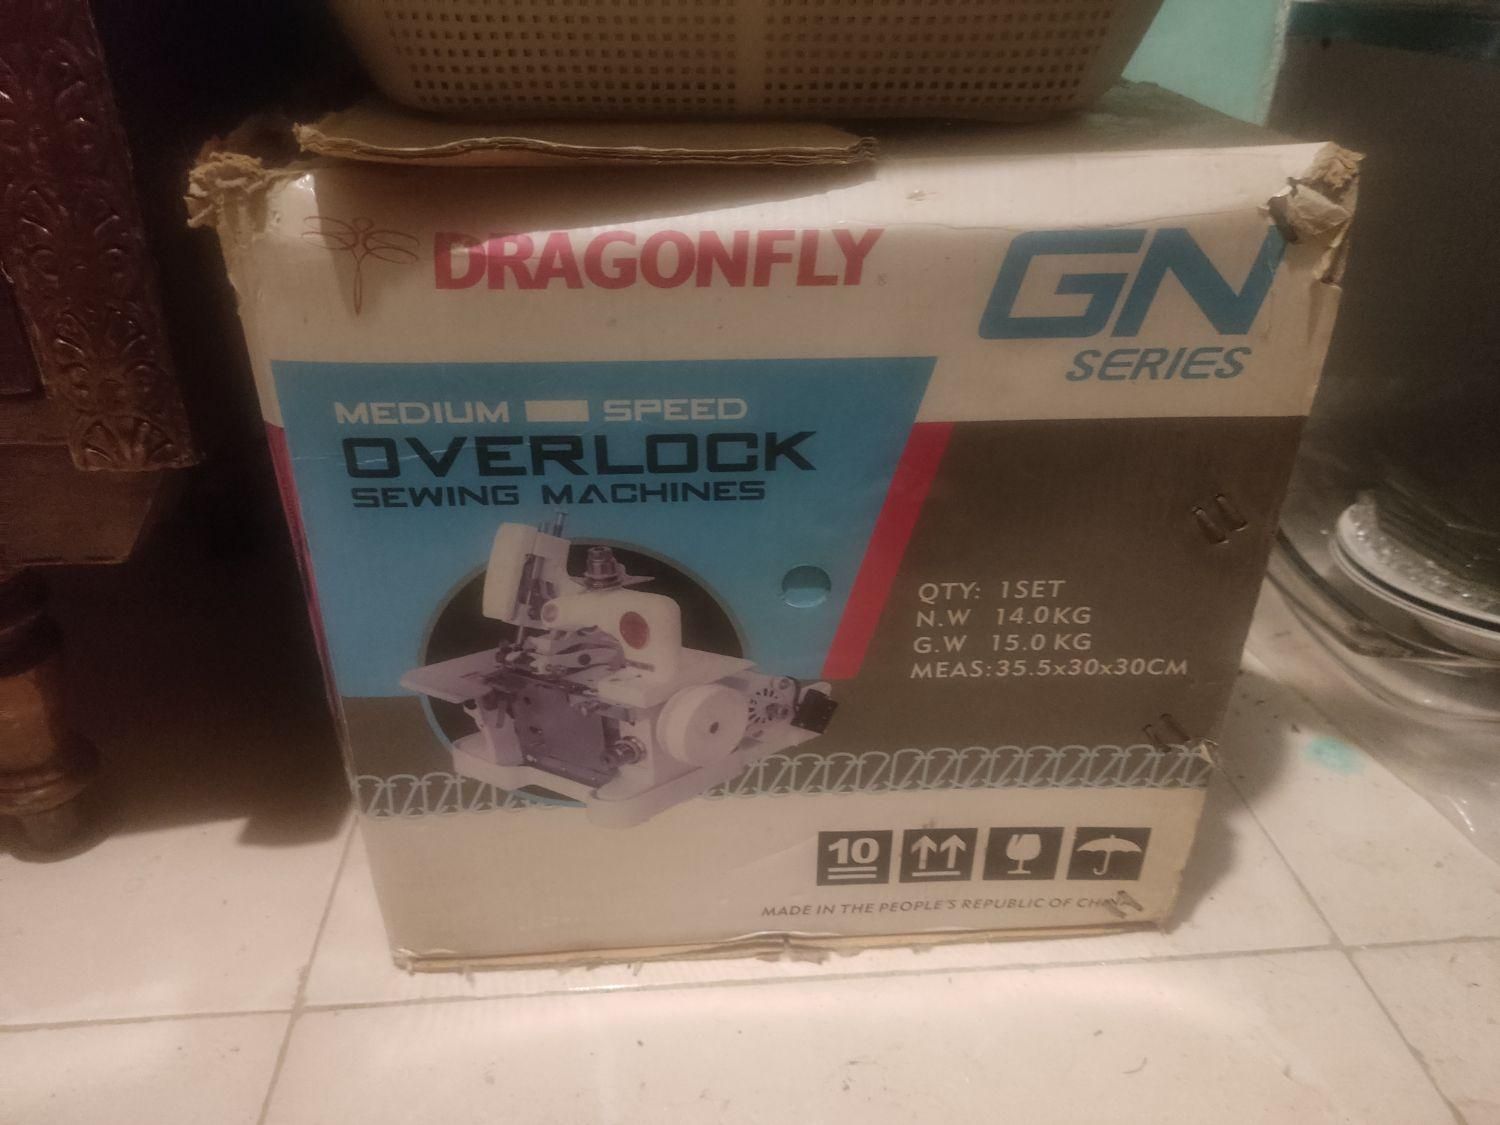 DRAGONFLY®
GN
SERIES
MEDIUM SPEED
OVERLOCK
SEWING MACHINES
QTY: 1SET
N.W 14.0KG
G.W 15.0KG
MEAS:35.5x30x30CM
10
MADE IN THE PEOPLE'S REPUBLIC OF CHINA